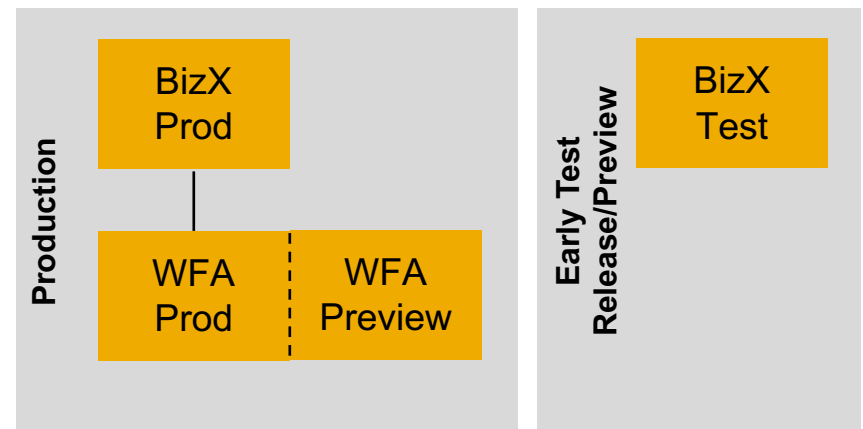 Production
BizX
Prod
WFA
Prod
WFA
Preview
Early Test
Release/Preview
BizX
Test